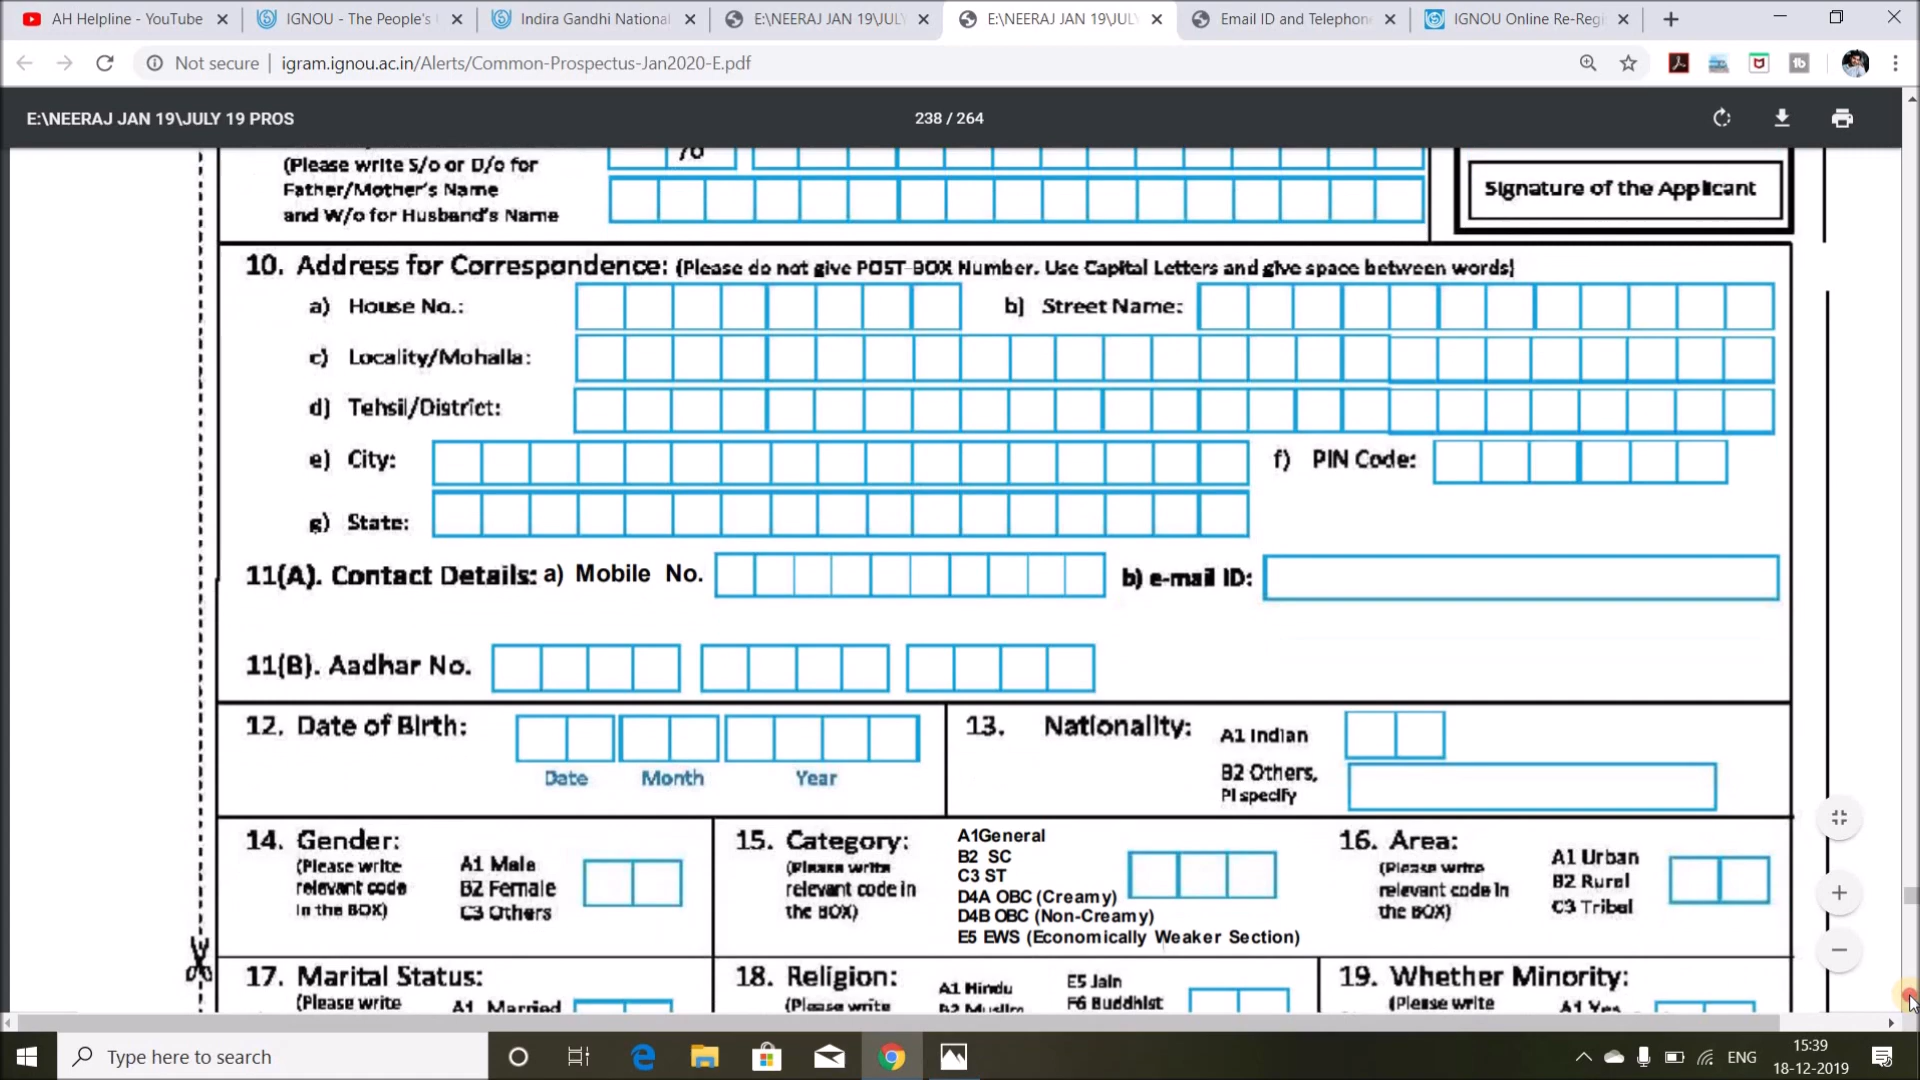 AH Helpline - YouTube
IGNOU - The People's
Indira Gandhi National
E:\NEERAJ JAN 19\JULY
E:\NEERAJ JAN 19\JULY
Email ID and Telephone
IGNOU Online Re-Regi
Not secure | igram.ignou.ac.in/Alerts/Common-Prospectus-Jan2020-E.pdf
E:\NEERAJ JAN 19\JULY 19 PROS
238 / 264
(Please write S/o or D/o for
/o
Father/Mother's Name
and W/o for Husband's Name
Signature of the Applicant
10. Address for Correspondence: (Please do not give POST-BOX Number. Use Capital Letters and give space between words)
a) House No.:
b) Street Name:
c) Locality/Mohalla:
d) Tehsil/District:
e) City:
f) PIN Code:
g) State:
11(A). Contact Details: a) Mobile No.
b) e-mail ID:
11(B). Aadhar No.
12. Date of Birth:
Date Month Year
13. Nationality:
A1 Indian
B2 Others,
Pl specify
14. Gender:
(Please write
relevant code
in the BOX)
A1 Male
B2 Female
C3 Others
15. Category:
(Please write
relevant code in
the BOX)
A1General
B2 SC
C3 ST
D4A OBC (Creamy)
D4B OBC (Non-Creamy)
E5 EWS (Economically Weaker Section)
16. Area:
(Please write
relevant code in
the BOX)
A1 Urban
B2 Rural
C3 Tribal
17. Marital Status:
(Please write
A1 Married
18. Religion:
(Please write
A1 Hindu
B2 Muslim
E5 Jain
F6 Buddhist
19. Whether Minority:
(Please write
A1 Yes
Type here to search
ENG
15:39
18-12-2019